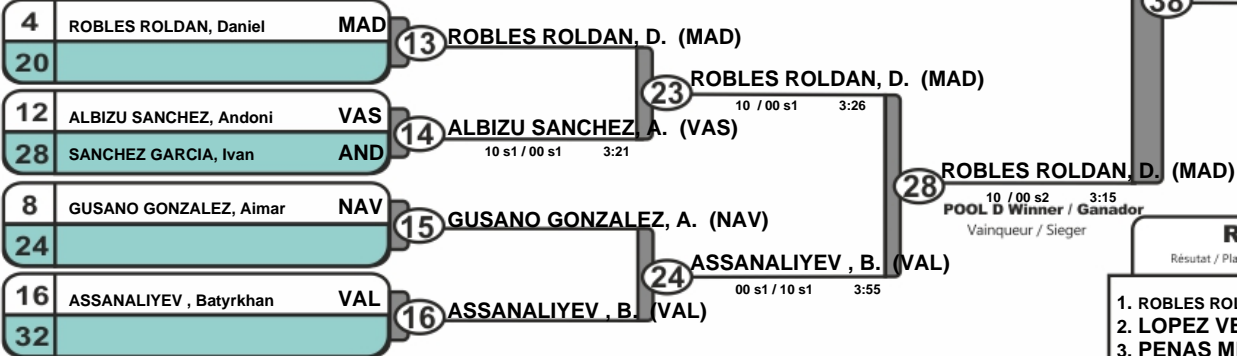 4 ROBLES ROLDAN, Daniel MAD
20
13 ROBLES ROLDAN, D. (MAD)
12 ALBIZU SANCHEZ, Andoni VAS
28 SANCHEZ GARCIA, Ivan AND
14 ALBIZU SANCHEZ, A. (VAS)
10 s1 / 00 s1 3:21
23 ROBLES ROLDAN, D. (MAD)
10 / 00 s1 3:26
8 GUSANO GONZALEZ, Aimar NAV
24
15 GUSANO GONZALEZ, A. (NAV)
16 ASSANALIYEV , Batyrkhan VAL
32
16 ASSANALIYEV , B. (VAL)
24 ASSANALIYEV , B. (VAL)
00 s1 / 10 s1 3:55
28 ROBLES ROLDAN, D. (MAD)
10 / 00 s2 3:15
POOL D Winner / Ganador
Vainqueur / Sieger
38
R
Résutat / Pla
1. ROBLES ROL
2. LOPEZ VE
3. PENAS M